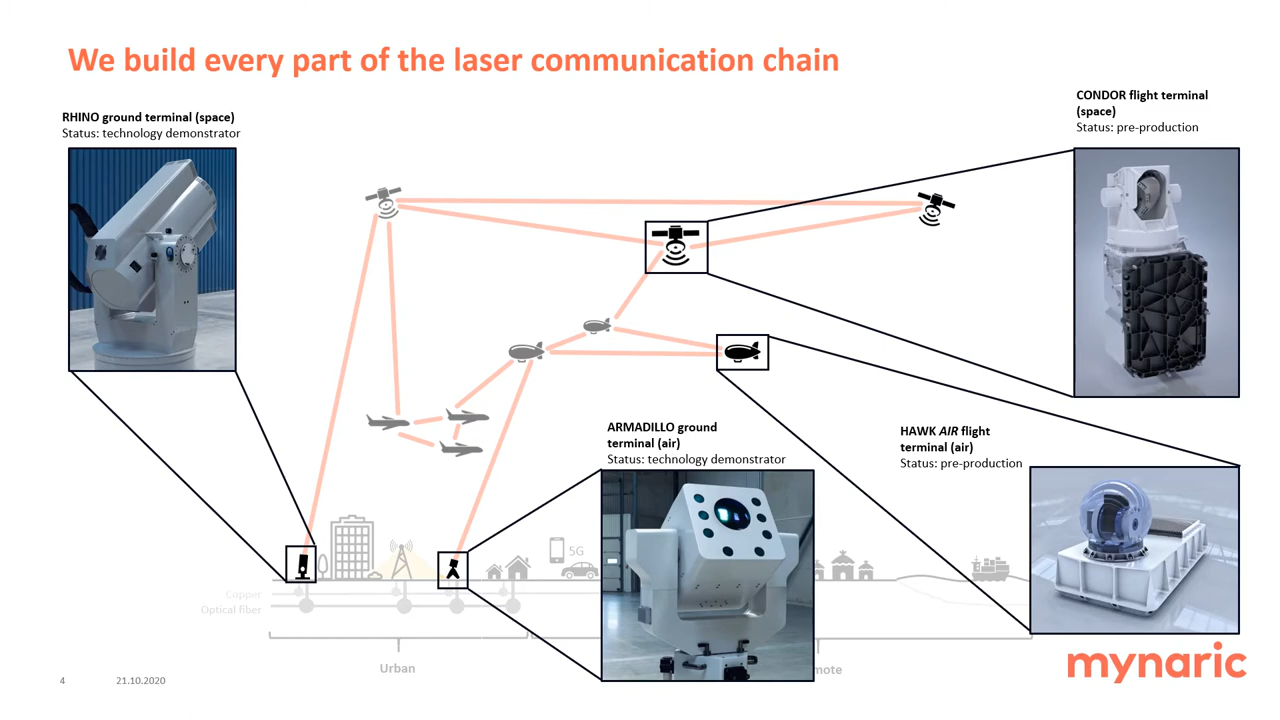 We build every part of the laser communication chain
RHINO ground terminal (space)
Status: technology demonstrator
CONDOR flight terminal
(space)
Status: pre-production
ARMADILLO ground
terminal (air)
Status: technology demonstrator
HAWK AIR flight
terminal (air)
Status: pre-production
5G
Copper
Optical fiber
Urban
mote
mynaric
4
21.10.2020